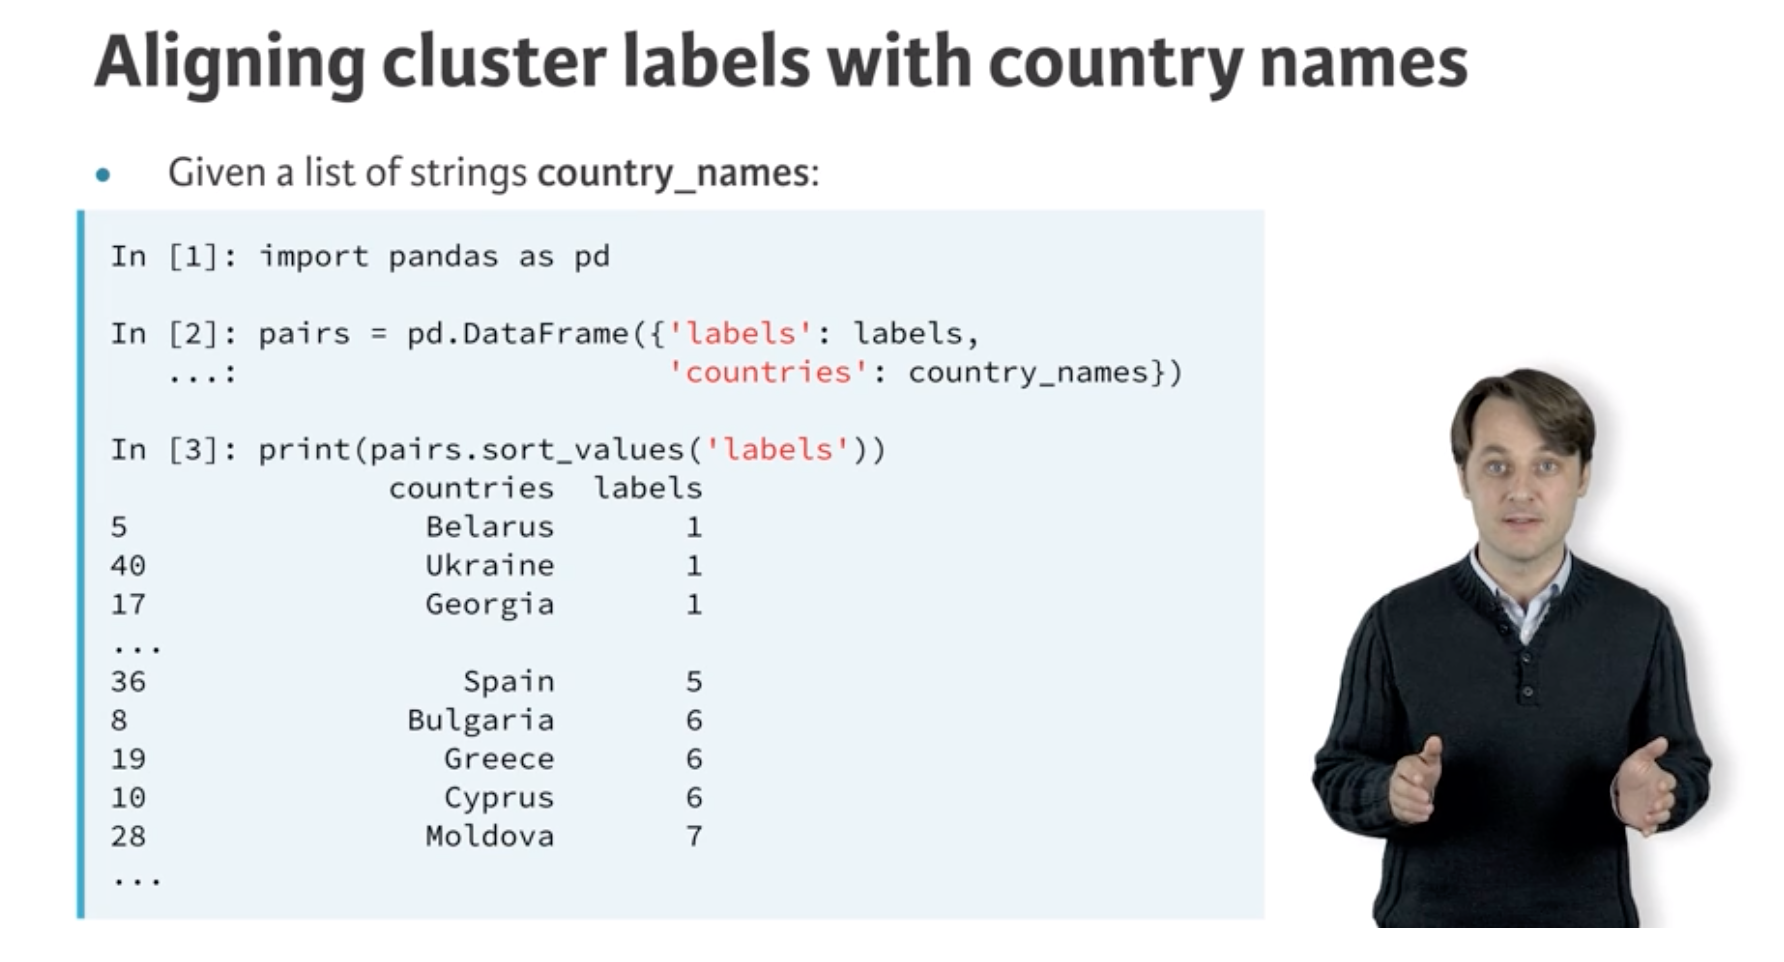 Aligning cluster labels with country names
• Given a list of strings country_names:
In [1]: import pandas as pd
In [2]: pairs = pd.DataFrame({'labels': labels,
...: 'countries': country_names})
In [3]: print(pairs.sort_values('labels'))
countries labels
5 Belarus 1
40 Ukraine 1
17 Georgia 1
...
36 Spain 5
8 Bulgaria 6
19 Greece 6
10 Cyprus 6
28 Moldova 7
...